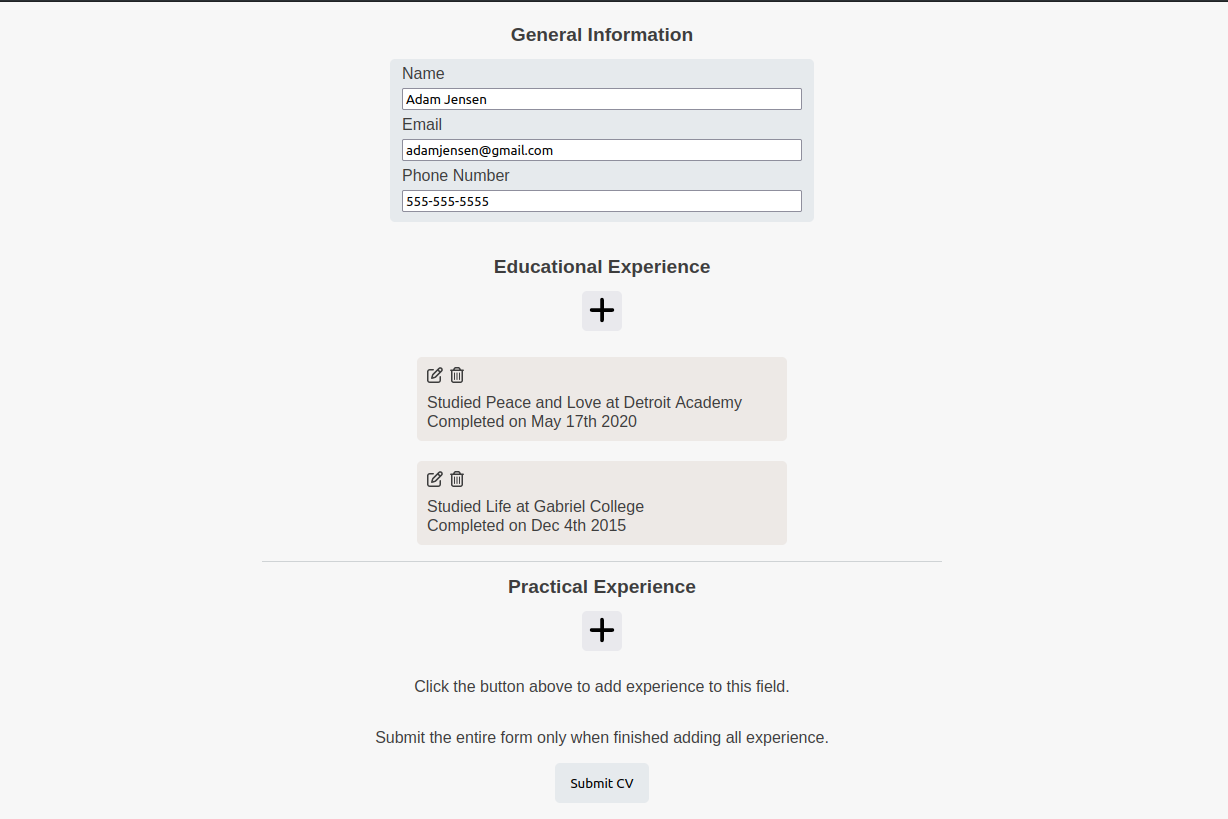 General Information
Name
Adam Jensen
Email
adamjensen@gmail.com
Phone Number
555-555-5555
Educational Experience
Studied Peace and Love at Detroit Academy
Completed on May 17th 2020
Studied Life at Gabriel College
Completed on Dec 4th 2015
Practical Experience
Click the button above to add experience to this field.
Submit the entire form only when finished adding all experience.
Submit CV